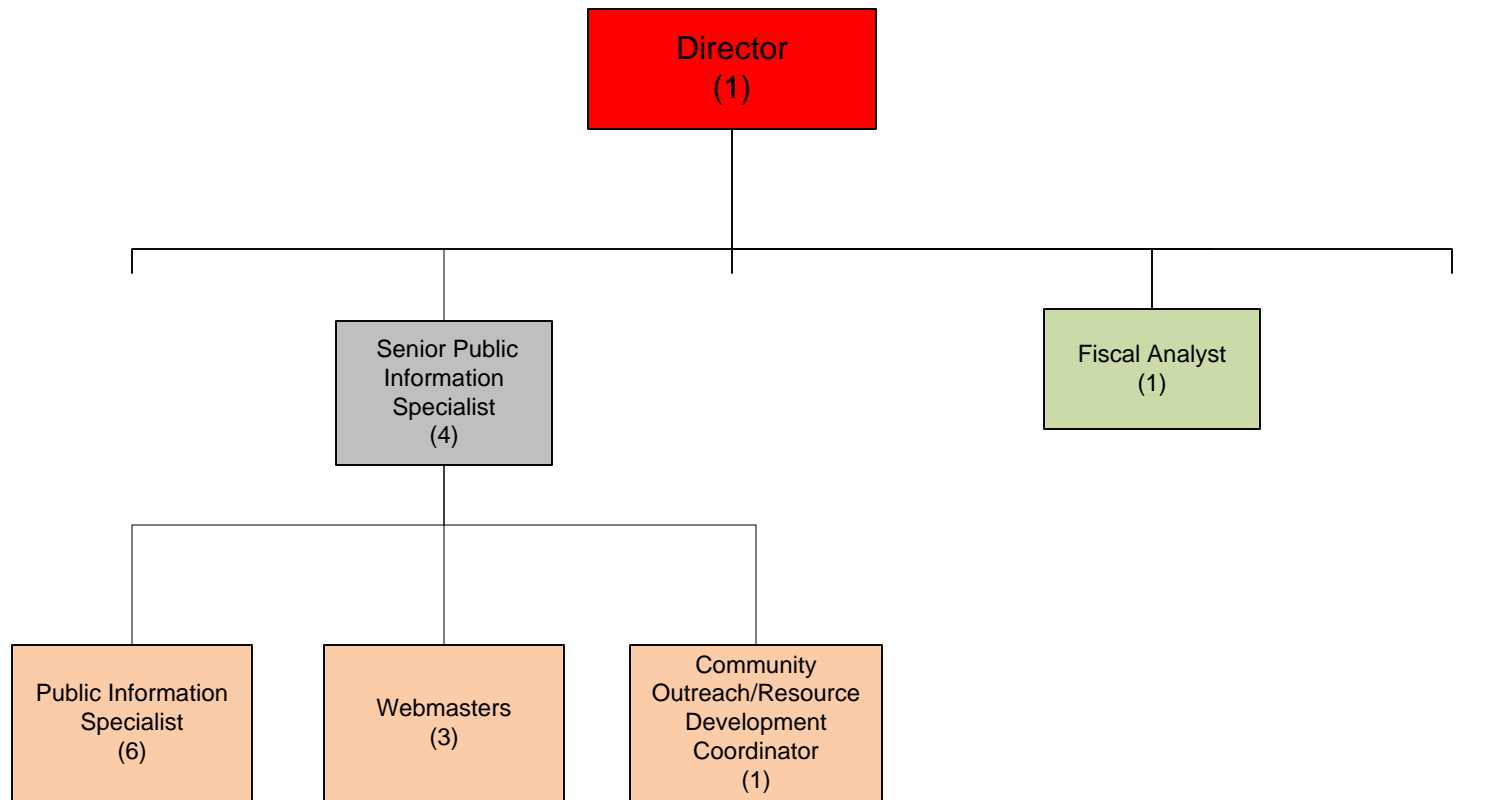 Director
(1)
Senior Public
Information
Specialist
(4)
Fiscal Analyst
(1)
Public Information
Specialist
(6)
Webmasters
(3)
Community
Outreach/Resource
Development
Coordinator
(1)